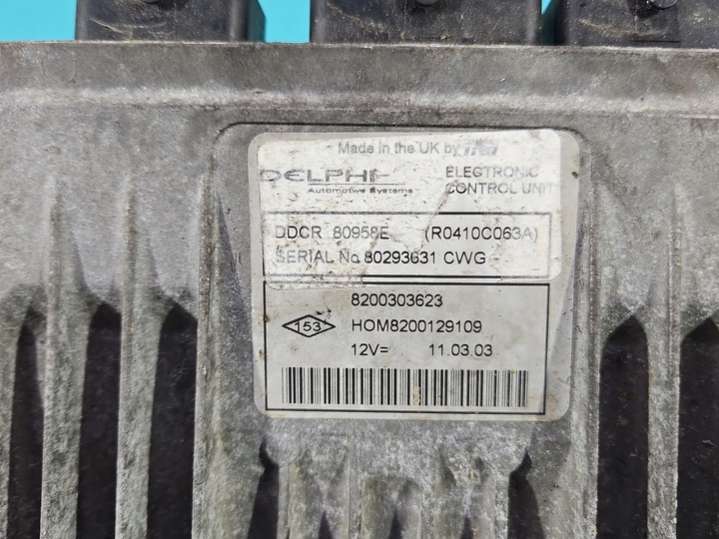 Made in the UK by TRW
DELPHI ELECTRONIC
Automotive Systems CONTROL UNIT
DDCR 80958E (R0410C063A)
SERIAL No 80293631 CWG
8200303623
153 HOM8200129109
12V= 11.03.03